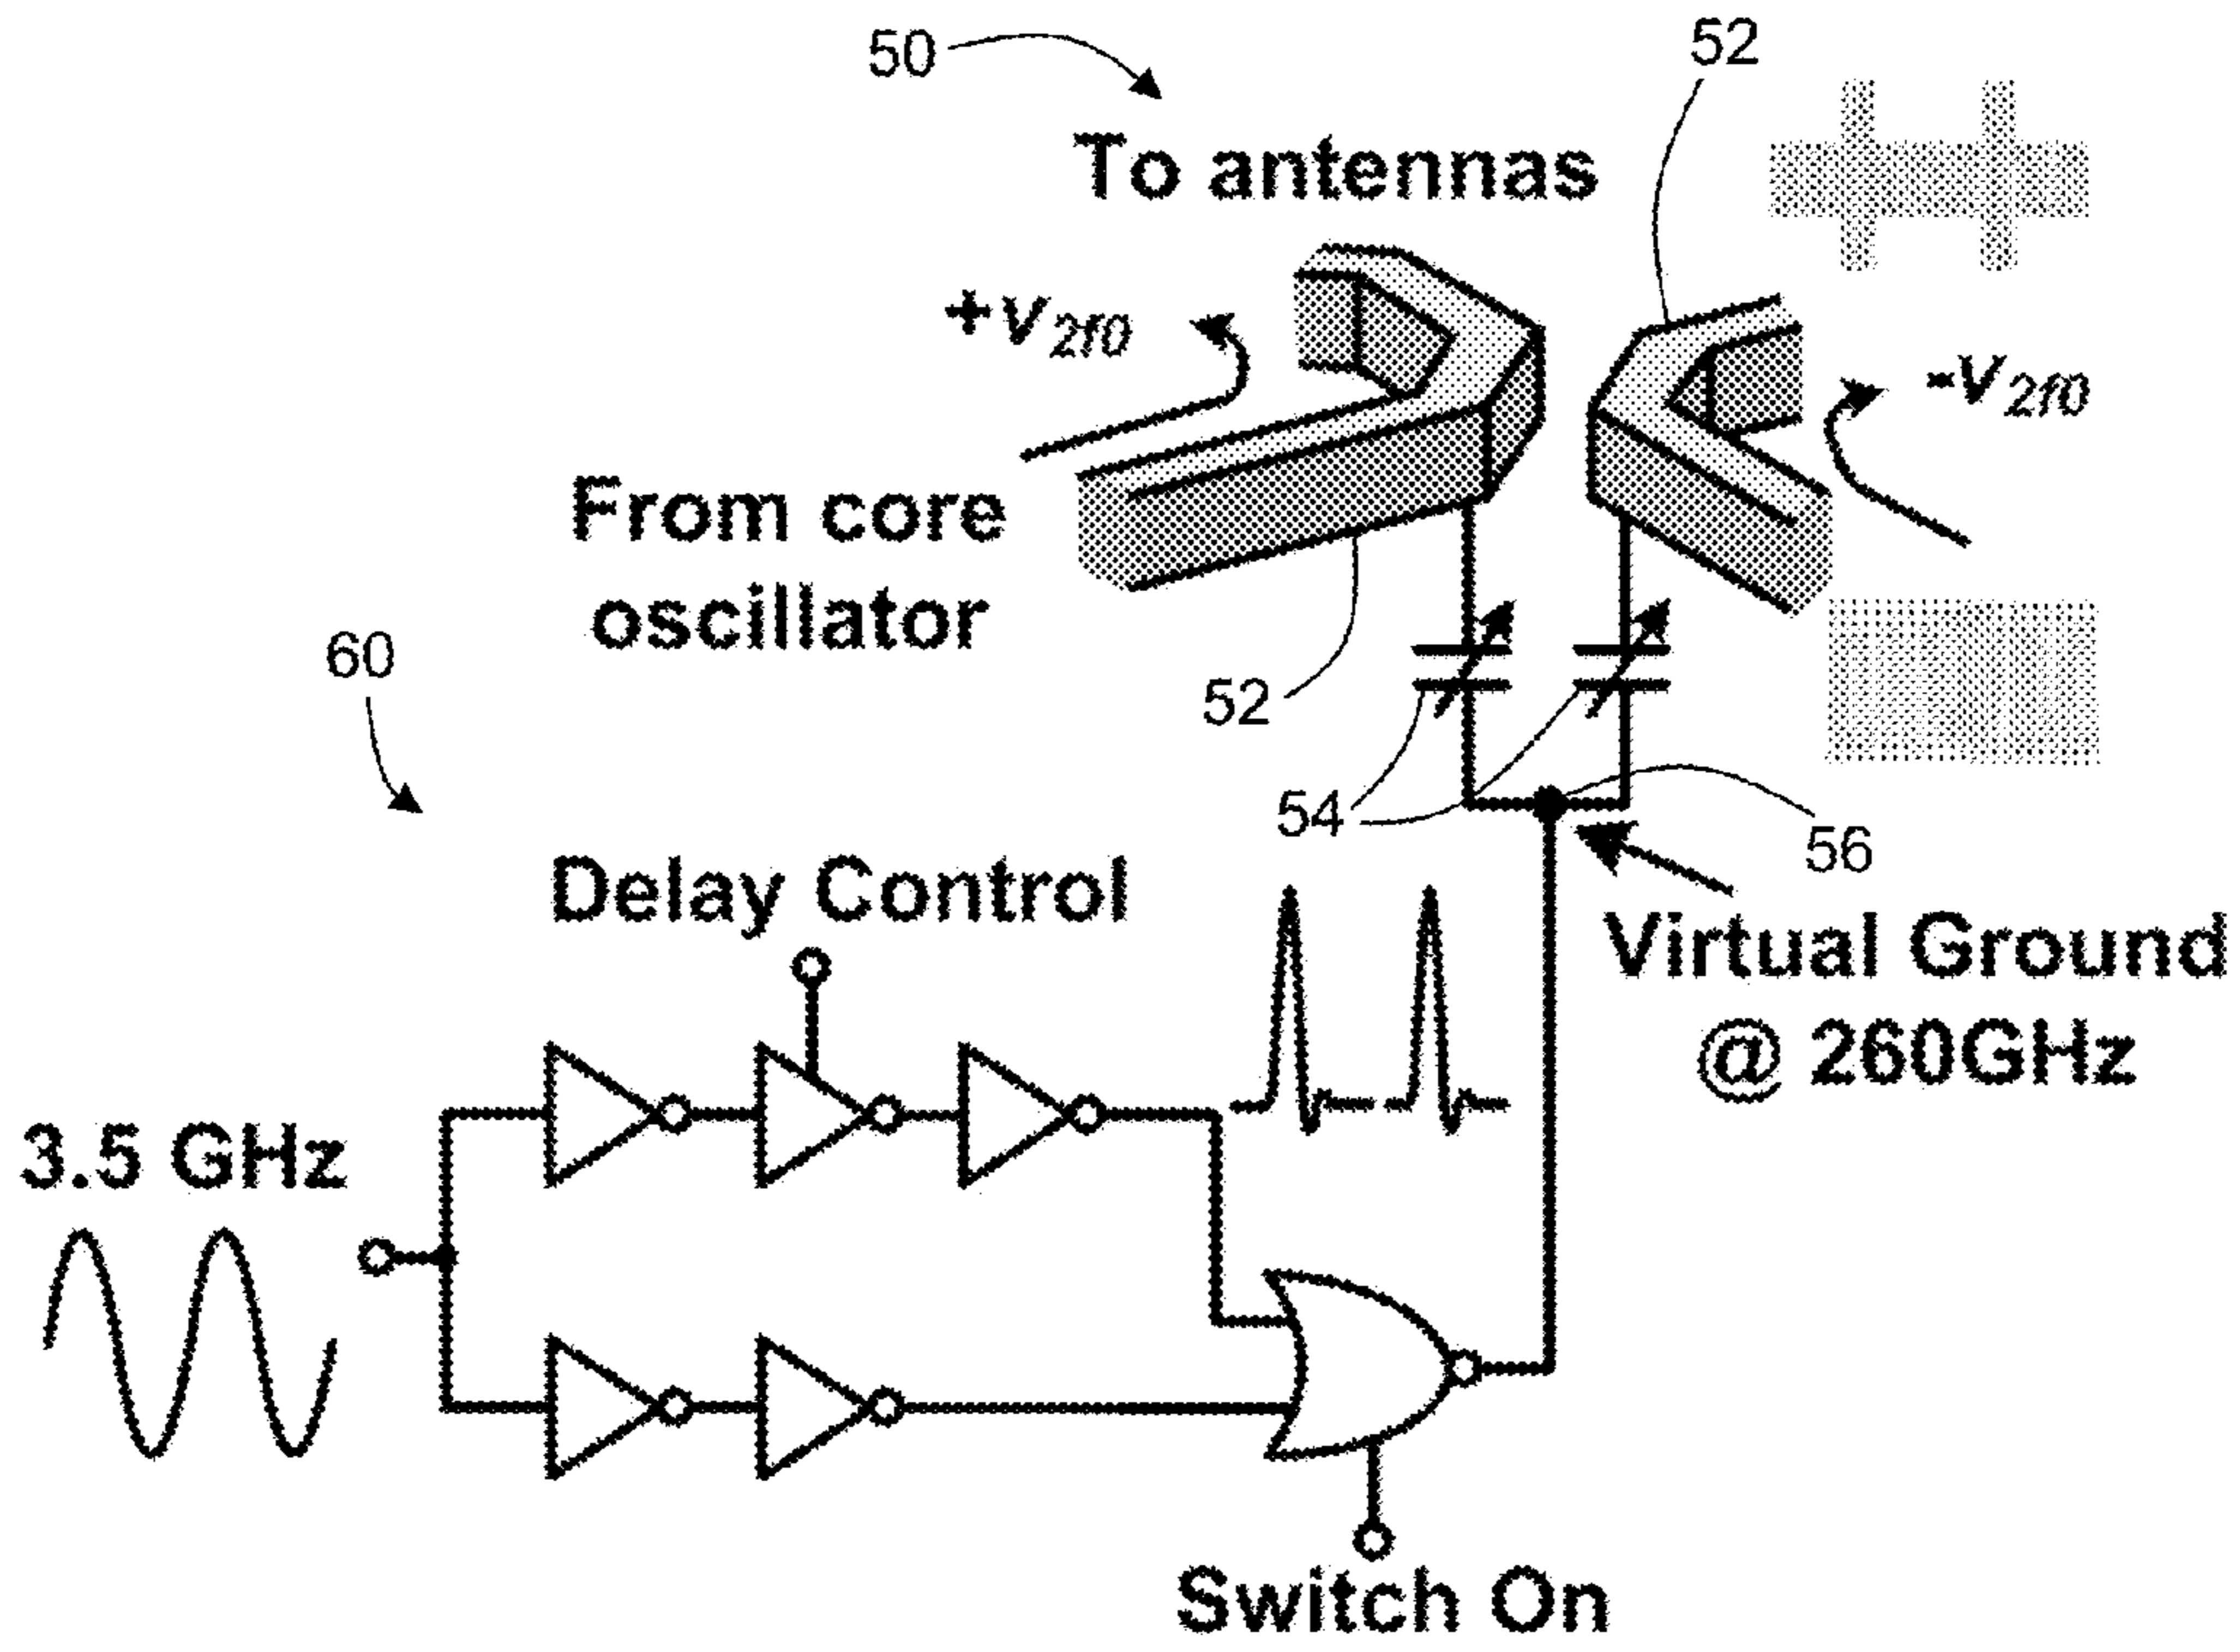 50
52
To antennas
+v2f0
-v2f0
From core
oscillator
60
52
54
56
Delay Control
Virtual Ground
@ 260GHz
3.5 GHz
Switch On